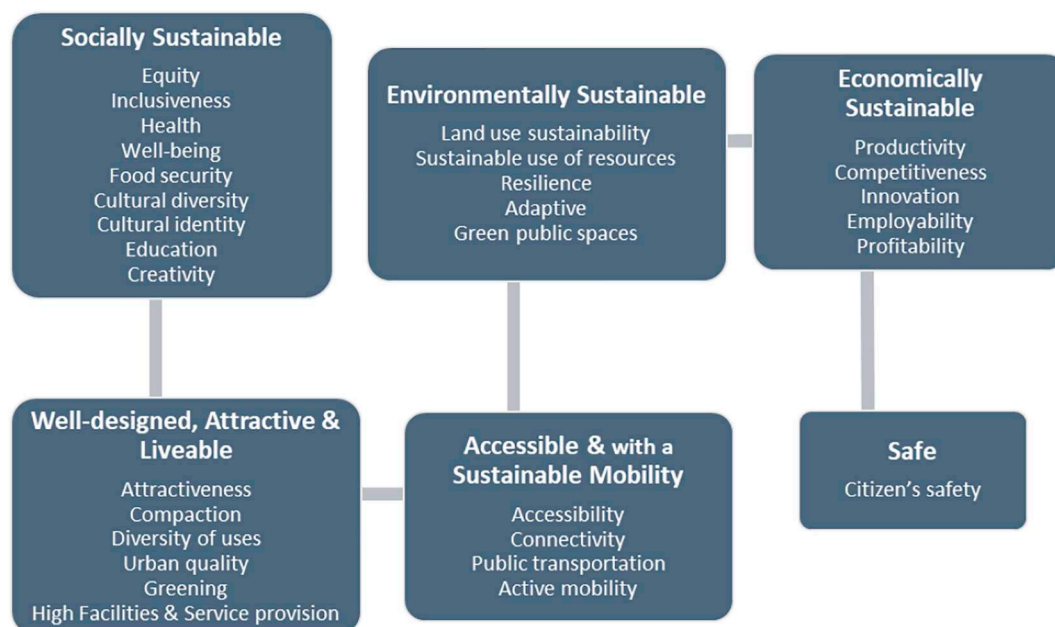 Socially Sustainable
Equity
Inclusiveness
Health
Well-being
Food security
Cultural diversity
Cultural identity
Education
Creativity
Well-designed, Attractive &
Liveable
Attractiveness
Compaction
Diversity of uses
Urban quality
Greening
High Facilities & Service provision
Accessible & with a
Sustainable Mobility
Accessibility
Connectivity
Public transportation
Active mobility
Environmentally Sustainable
Land use sustainability
Sustainable use of resources
Resilience
Adaptive
Green public spaces
Economically
Sustainable
Productivity
Competitiveness
Innovation
Employability
Profitability
Safe
Citizen's safety